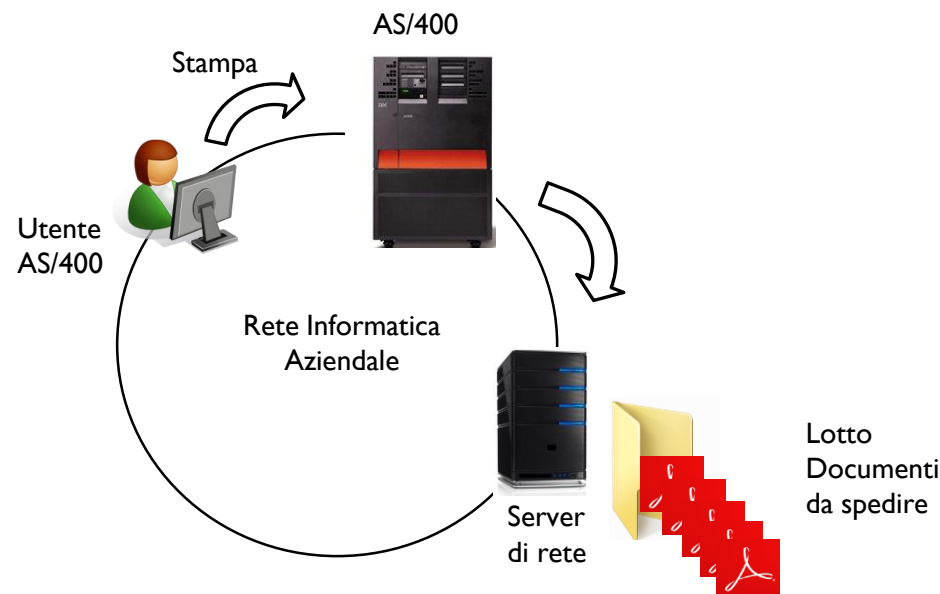 AS/400
Stampa
Utente
AS/400
Rete Informatica
Aziendale
Server
di rete
Lotto
Documenti
da spedire